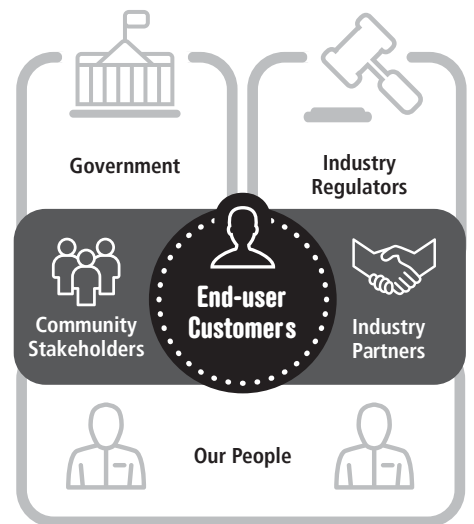 Government
Industry
Regulators
Community
Stakeholders
End-user
Customers
Industry
Partners
Our People